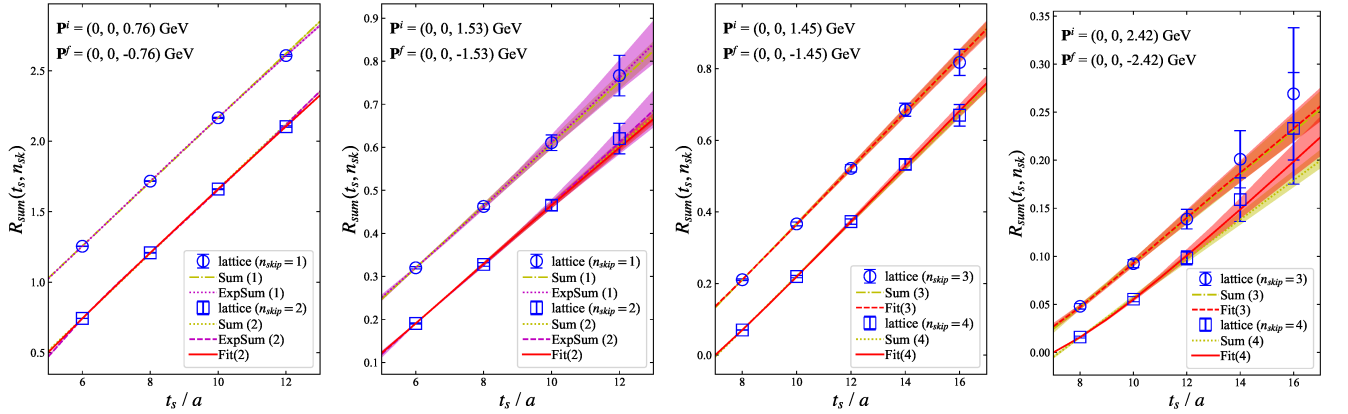 P^i = (0, 0, 0.76) GeV
P^f = (0, 0, -0.76) GeV
R_sum(t_s, n_sk)
2.5
2.0
1.5
1.0
0.5
lattice (n_skip = 1)
Sum (1)
ExpSum (1)
lattice (n_skip = 2)
Sum (2)
ExpSum (2)
Fit(2)
6 8 10 12
t_s / a
P^i = (0, 0, 1.53) GeV
P^f = (0, 0, -1.53) GeV
R_sum(t_s, n_sk)
0.9
0.8
0.7
0.6
0.5
0.4
0.3
0.2
0.1
lattice (n_skip = 1)
Sum (1)
ExpSum (1)
lattice (n_skip = 2)
Sum (2)
ExpSum (2)
Fit(2)
6 8 10 12
t_s / a
P^i = (0, 0, 1.45) GeV
P^f = (0, 0, -1.45) GeV
R_sum(t_s, n_sk)
0.8
0.6
0.4
0.2
0.0
lattice (n_skip = 3)
Sum (3)
Fit(3)
lattice (n_skip = 4)
Sum (4)
Fit(4)
8 10 12 14 16
t_s / a
P^i = (0, 0, 2.42) GeV
P^f = (0, 0, -2.42) GeV
R_sum(t_s, n_sk)
0.35
0.30
0.25
0.20
0.15
0.10
0.05
0.00
lattice (n_skip = 3)
Sum (3)
Fit(3)
lattice (n_skip = 4)
Sum (4)
Fit(4)
8 10 12 14 16
t_s / a